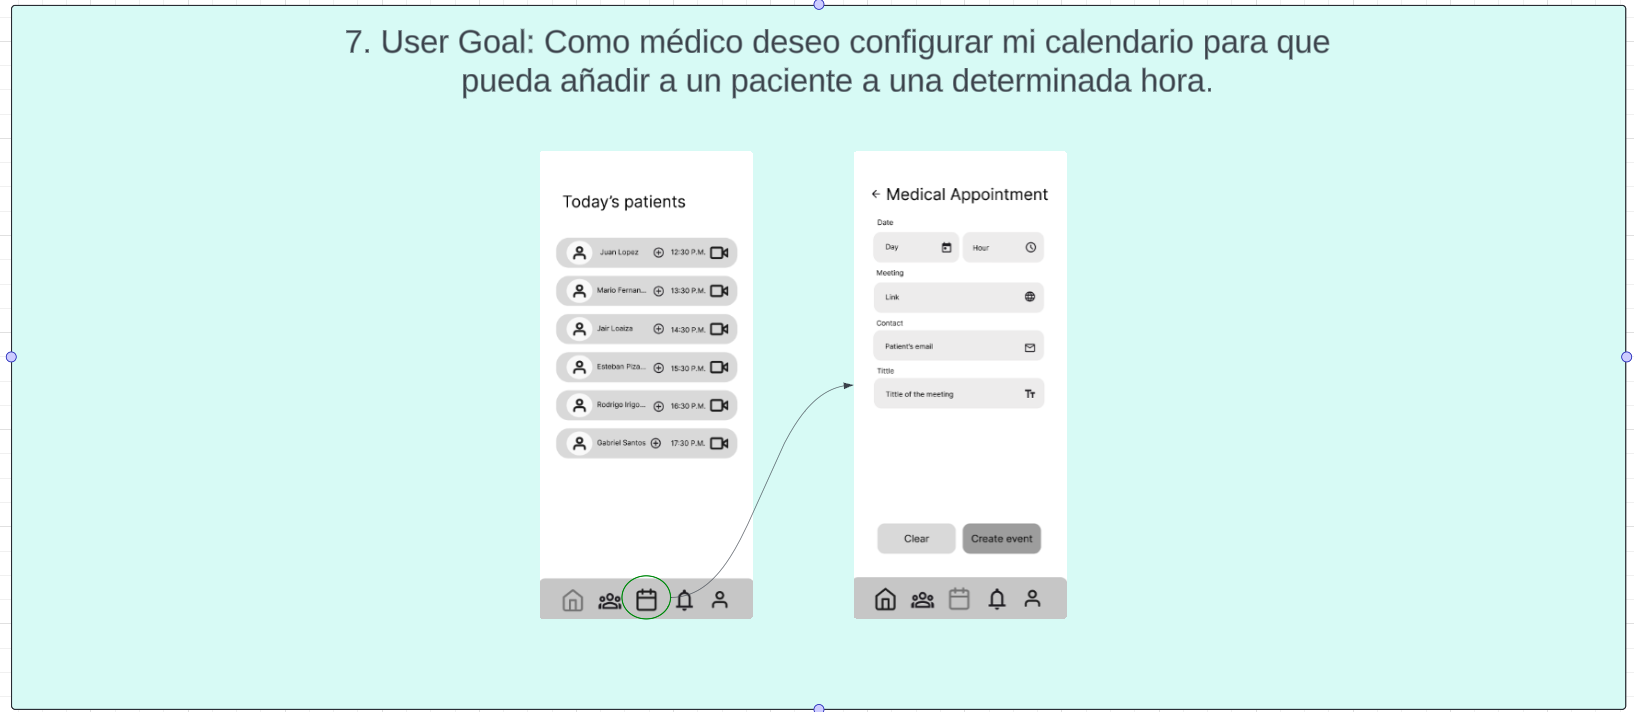 7. User Goal: Como médico deseo configurar mi calendario para que
pueda añadir a un paciente a una determinada hora.
Today's patients
Juan Lopez 12:30 P.M.
Mario Fernan... 13:30 P.M.
Jair Loaiza 14:30 P.M.
Esteban Piza... 15:30 P.M.
Rodrigo Irigo... 16:30 P.M.
Gabriel Santos 17:30 P.M.
Medical Appointment
Date
Day Hour
Meeting
Link
Contact
Patient's email
Tittle
Tittle of the meeting
Tт
Clear Create event